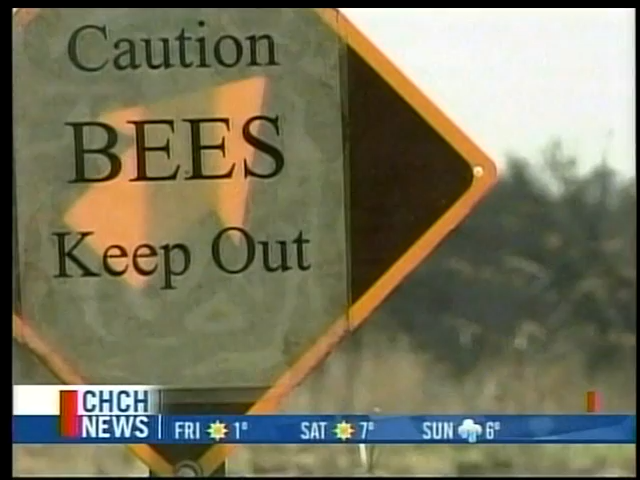 Caution
BEES
Keep Out
CHCH
NEWS
FRI 1° SAT 7° SUN 6°